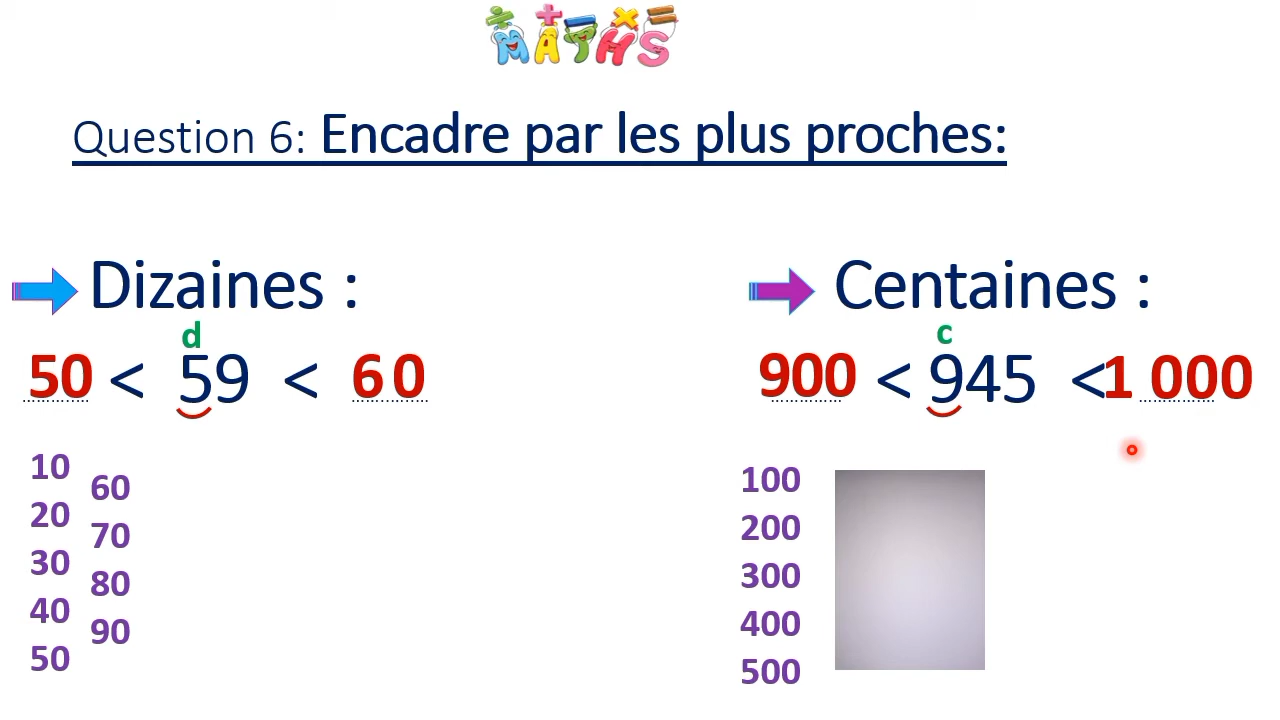 MATHS
Question 6: Encadre par les plus proches:
Dizaines :
d
50 < 59 < 60
10
20
30
40
50
60
70
80
90
Centaines :
c
900 < 945 <1 000
100
200
300
400
500